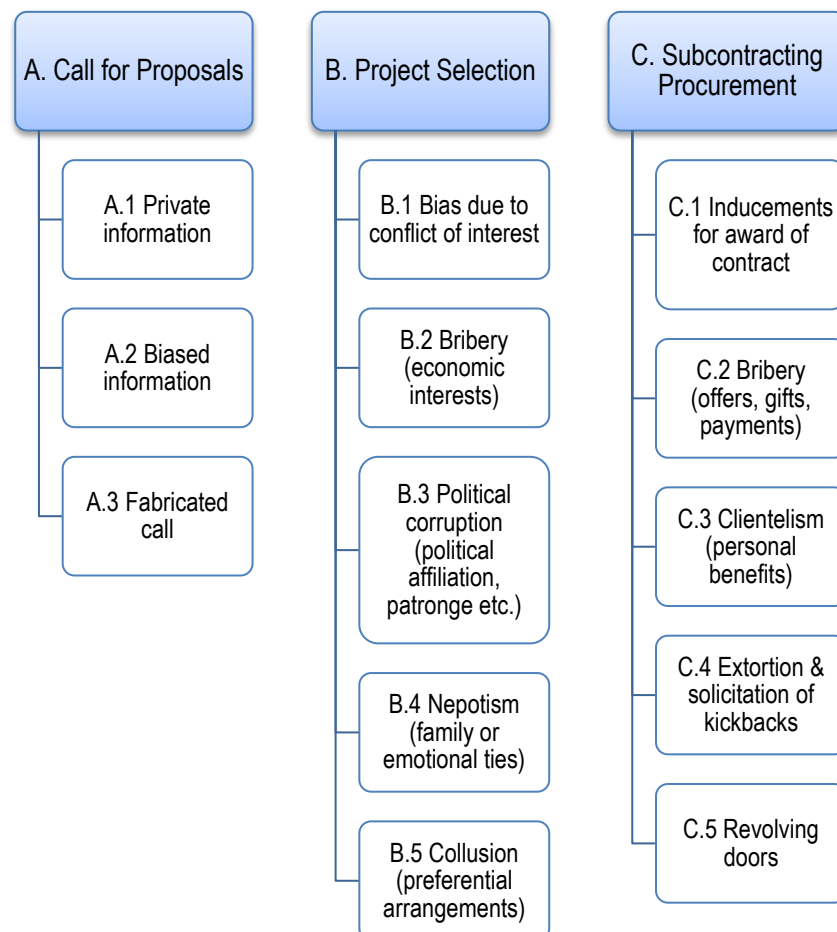 A. Call for Proposals
A.1 Private
information
A.2 Biased
information
A.3 Fabricated
call
B. Project Selection
B.1 Bias due to
conflict of interest
B.2 Bribery
(economic
interests)
B.3 Political
corruption
(political
affiliation,
patronge etc.)
B.4 Nepotism
(family or
emotional ties)
B.5 Collusion
(preferential
arrangements)
C. Subcontracting
Procurement
C.1 Inducements
for award of
contract
C.2 Bribery
(offers, gifts,
payments)
C.3 Clientelism
(personal
benefits)
C.4 Extortion &
solicitation of
kickbacks
C.5 Revolving
doors